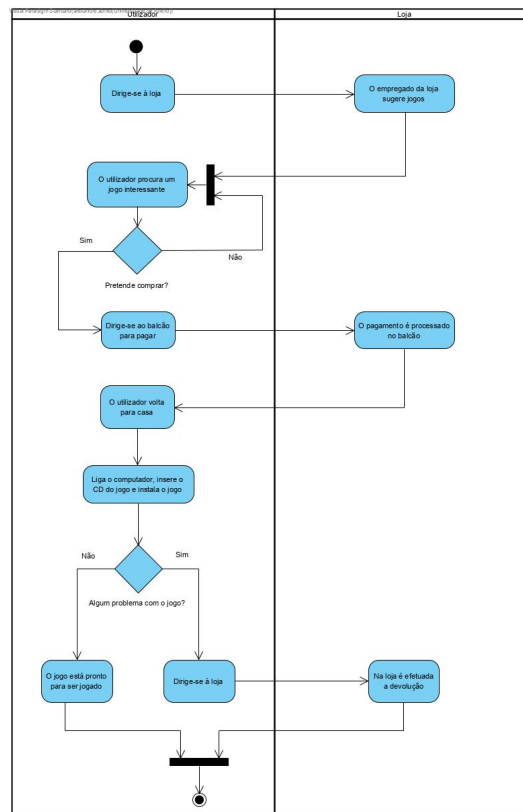 Utilizador
Loja
Dirige-se à loja
O empregado da loja
sugere jogos
O utilizador procura um
jogo interessante
Sim
Não
Pretende comprar?
Dirige-se ao balcão
para pagar
O pagamento é processado
no balcão
O utilizador volta
para casa
Liga o computador, insere o
CD do jogo e instala o jogo
Não
Sim
Algum problema com o jogo?
O jogo está pronto
para ser jogado
Dirige-se à loja
Na loja é efetuada
a devolução